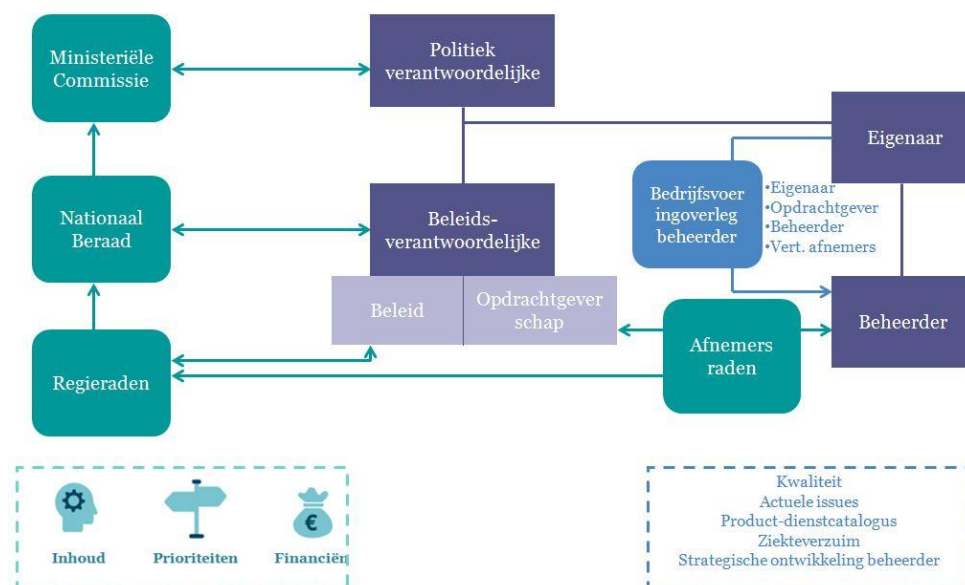 Ministeriële
Commissie
Politiek
verantwoordelijke
Eigenaar
Nationaal
Beraad
Beleids-
verantwoordelijke
Bedrijfsvoer
ingoverleg
beheerder
•Eigenaar
•Opdrachtgever
•Beheerder
•Vert. afnemers
Beleid
Opdrachtgever
schap
Regieraden
Afnemers
raden
Beheerder
Inhoud
Prioriteiten
€
Financiën
Kwaliteit
Actuele issues
Product-dienstcatalogus
Ziekteverzuim
Strategische ontwikkeling beheerder